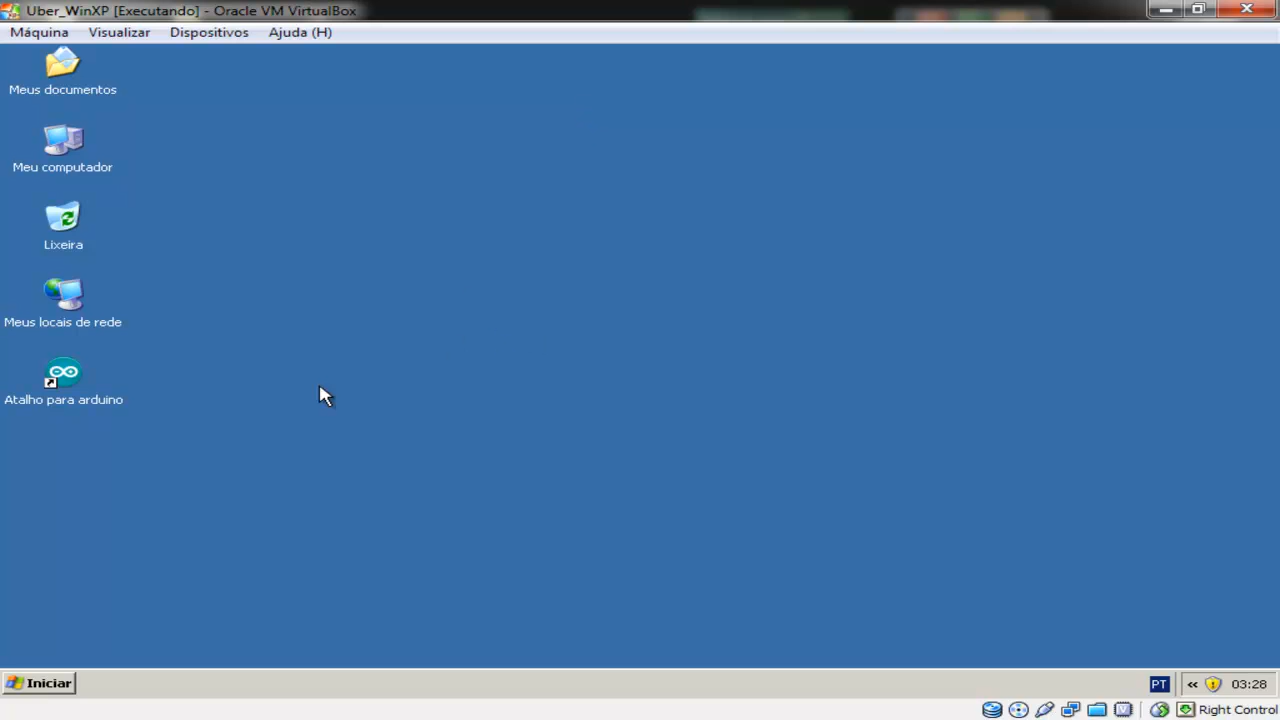 Uber_WinXP [Executando] - Oracle VM VirtualBox
Máquina Visualizar Dispositivos Ajuda (H)
Meus documentos
Meu computador
Lixeira
Meus locais de rede
Atalho para arduino
Iniciar
PT
03:28
Right Control